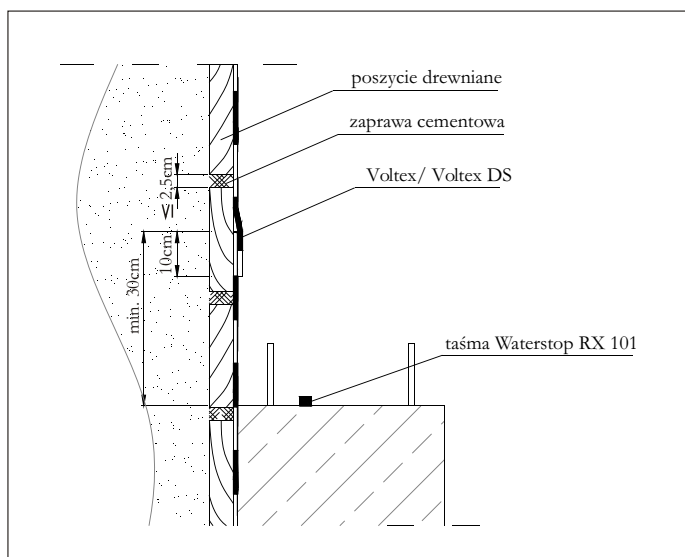 poszycie drewniane
zaprawa cementowa
Voltex/ Voltex DS
≤ 2,5cm
10cm
min. 30cm
taśma Waterstop RX 101